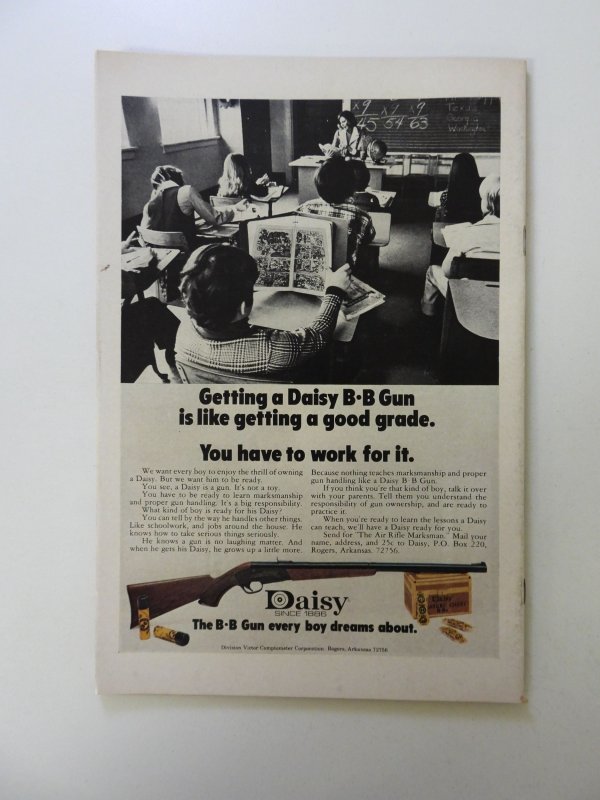 x9 x7 x9
45 54 63
Texas
Georgia
Washington
Getting a Daisy B·B Gun
is like getting a good grade.
You have to work for it.
We want every boy to enjoy the thrill of owning
a Daisy. But we want him to be ready.
You see, a Daisy is a gun. It's not a toy.
You have to be ready to learn marksmanship
and proper gun handling. It's a big responsibility.
What kind of boy is ready for his Daisy?
You can tell by the way he handles other things.
Like schoolwork, and jobs around the house. He
knows how to take serious things seriously.
He knows a gun is no laughing matter. And
when he gets his Daisy, he grows up a little more.
Because nothing teaches marksmanship and proper
gun handling like a Daisy B·B Gun.
If you think you're that kind of boy, talk it over
with your parents. Tell them you understand the
responsibility of gun ownership, and are ready to
practice it.
When you're ready to learn the lessons a Daisy
can teach, we'll have a Daisy ready for you.
Send for "The Air Rifle Marksman." Mail your
name, address, and 25¢ to Daisy, P.O. Box 220,
Rogers, Arkansas. 72756.
Daisy
SINCE 1886
The B·B Gun every boy dreams about.
Division Victor Comptometer Corporation, Rogers, Arkansas 72756